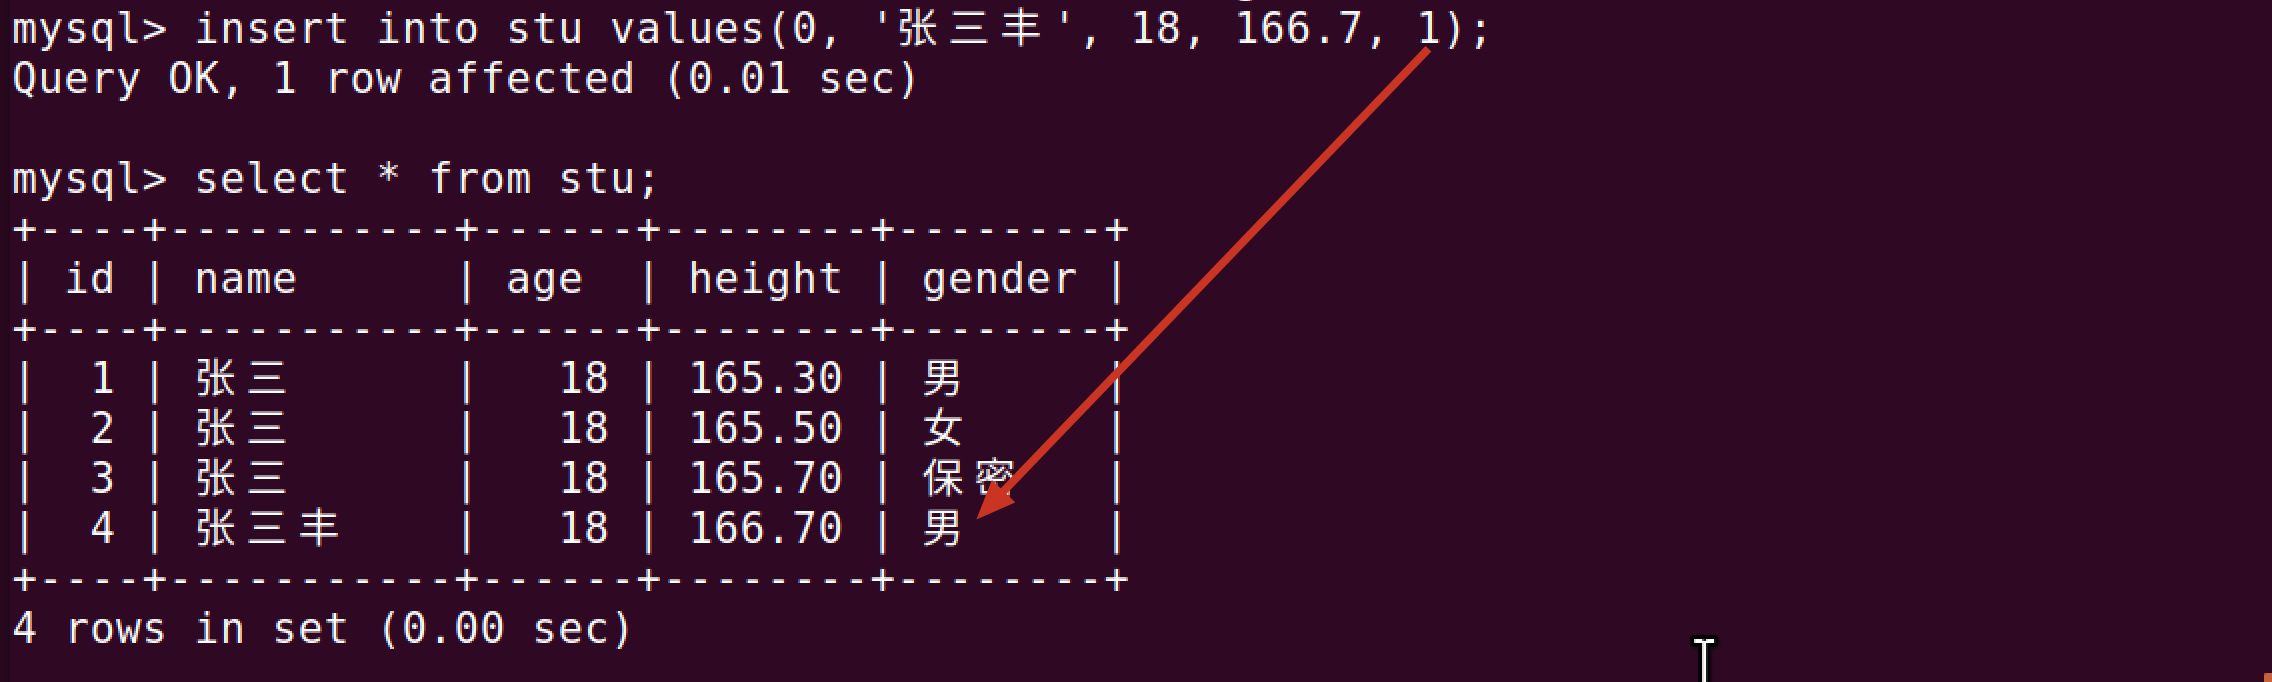 mysql> insert into stu values(0, '张三丰', 18, 166.7, 1);
Query OK, 1 row affected (0.01 sec)
mysql> select * from stu;
+----+-----------+------+--------+--------+
| id | name      | age  | height | gender |
+----+-----------+------+--------+--------+
|  1 | 张三      |   18 | 165.30 | 男     |
|  2 | 张三      |   18 | 165.50 | 女     |
|  3 | 张三      |   18 | 165.70 | 保密   |
|  4 | 张三丰    |   18 | 166.70 | 男     |
+----+-----------+------+--------+--------+
4 rows in set (0.00 sec)